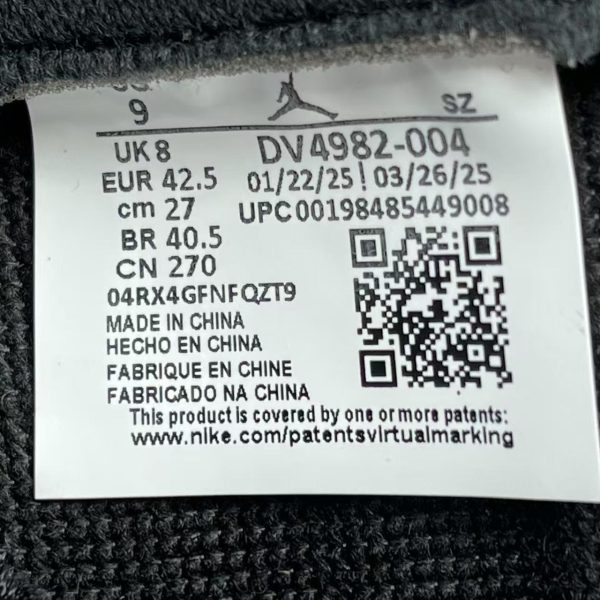 9 SZ
UK 8 DV4982-004
EUR 42.5 01/22/25 ! 03/26/25
cm 27 UPC00198485449008
BR 40.5
CN 270
04RX4GFNFQZT9
MADE IN CHINA
HECHO EN CHINA
FABRIQUE EN CHINE
FABRICADO NA CHINA
This product is covered by one or more patents:
www.nike.com/patentsvirtualmarking